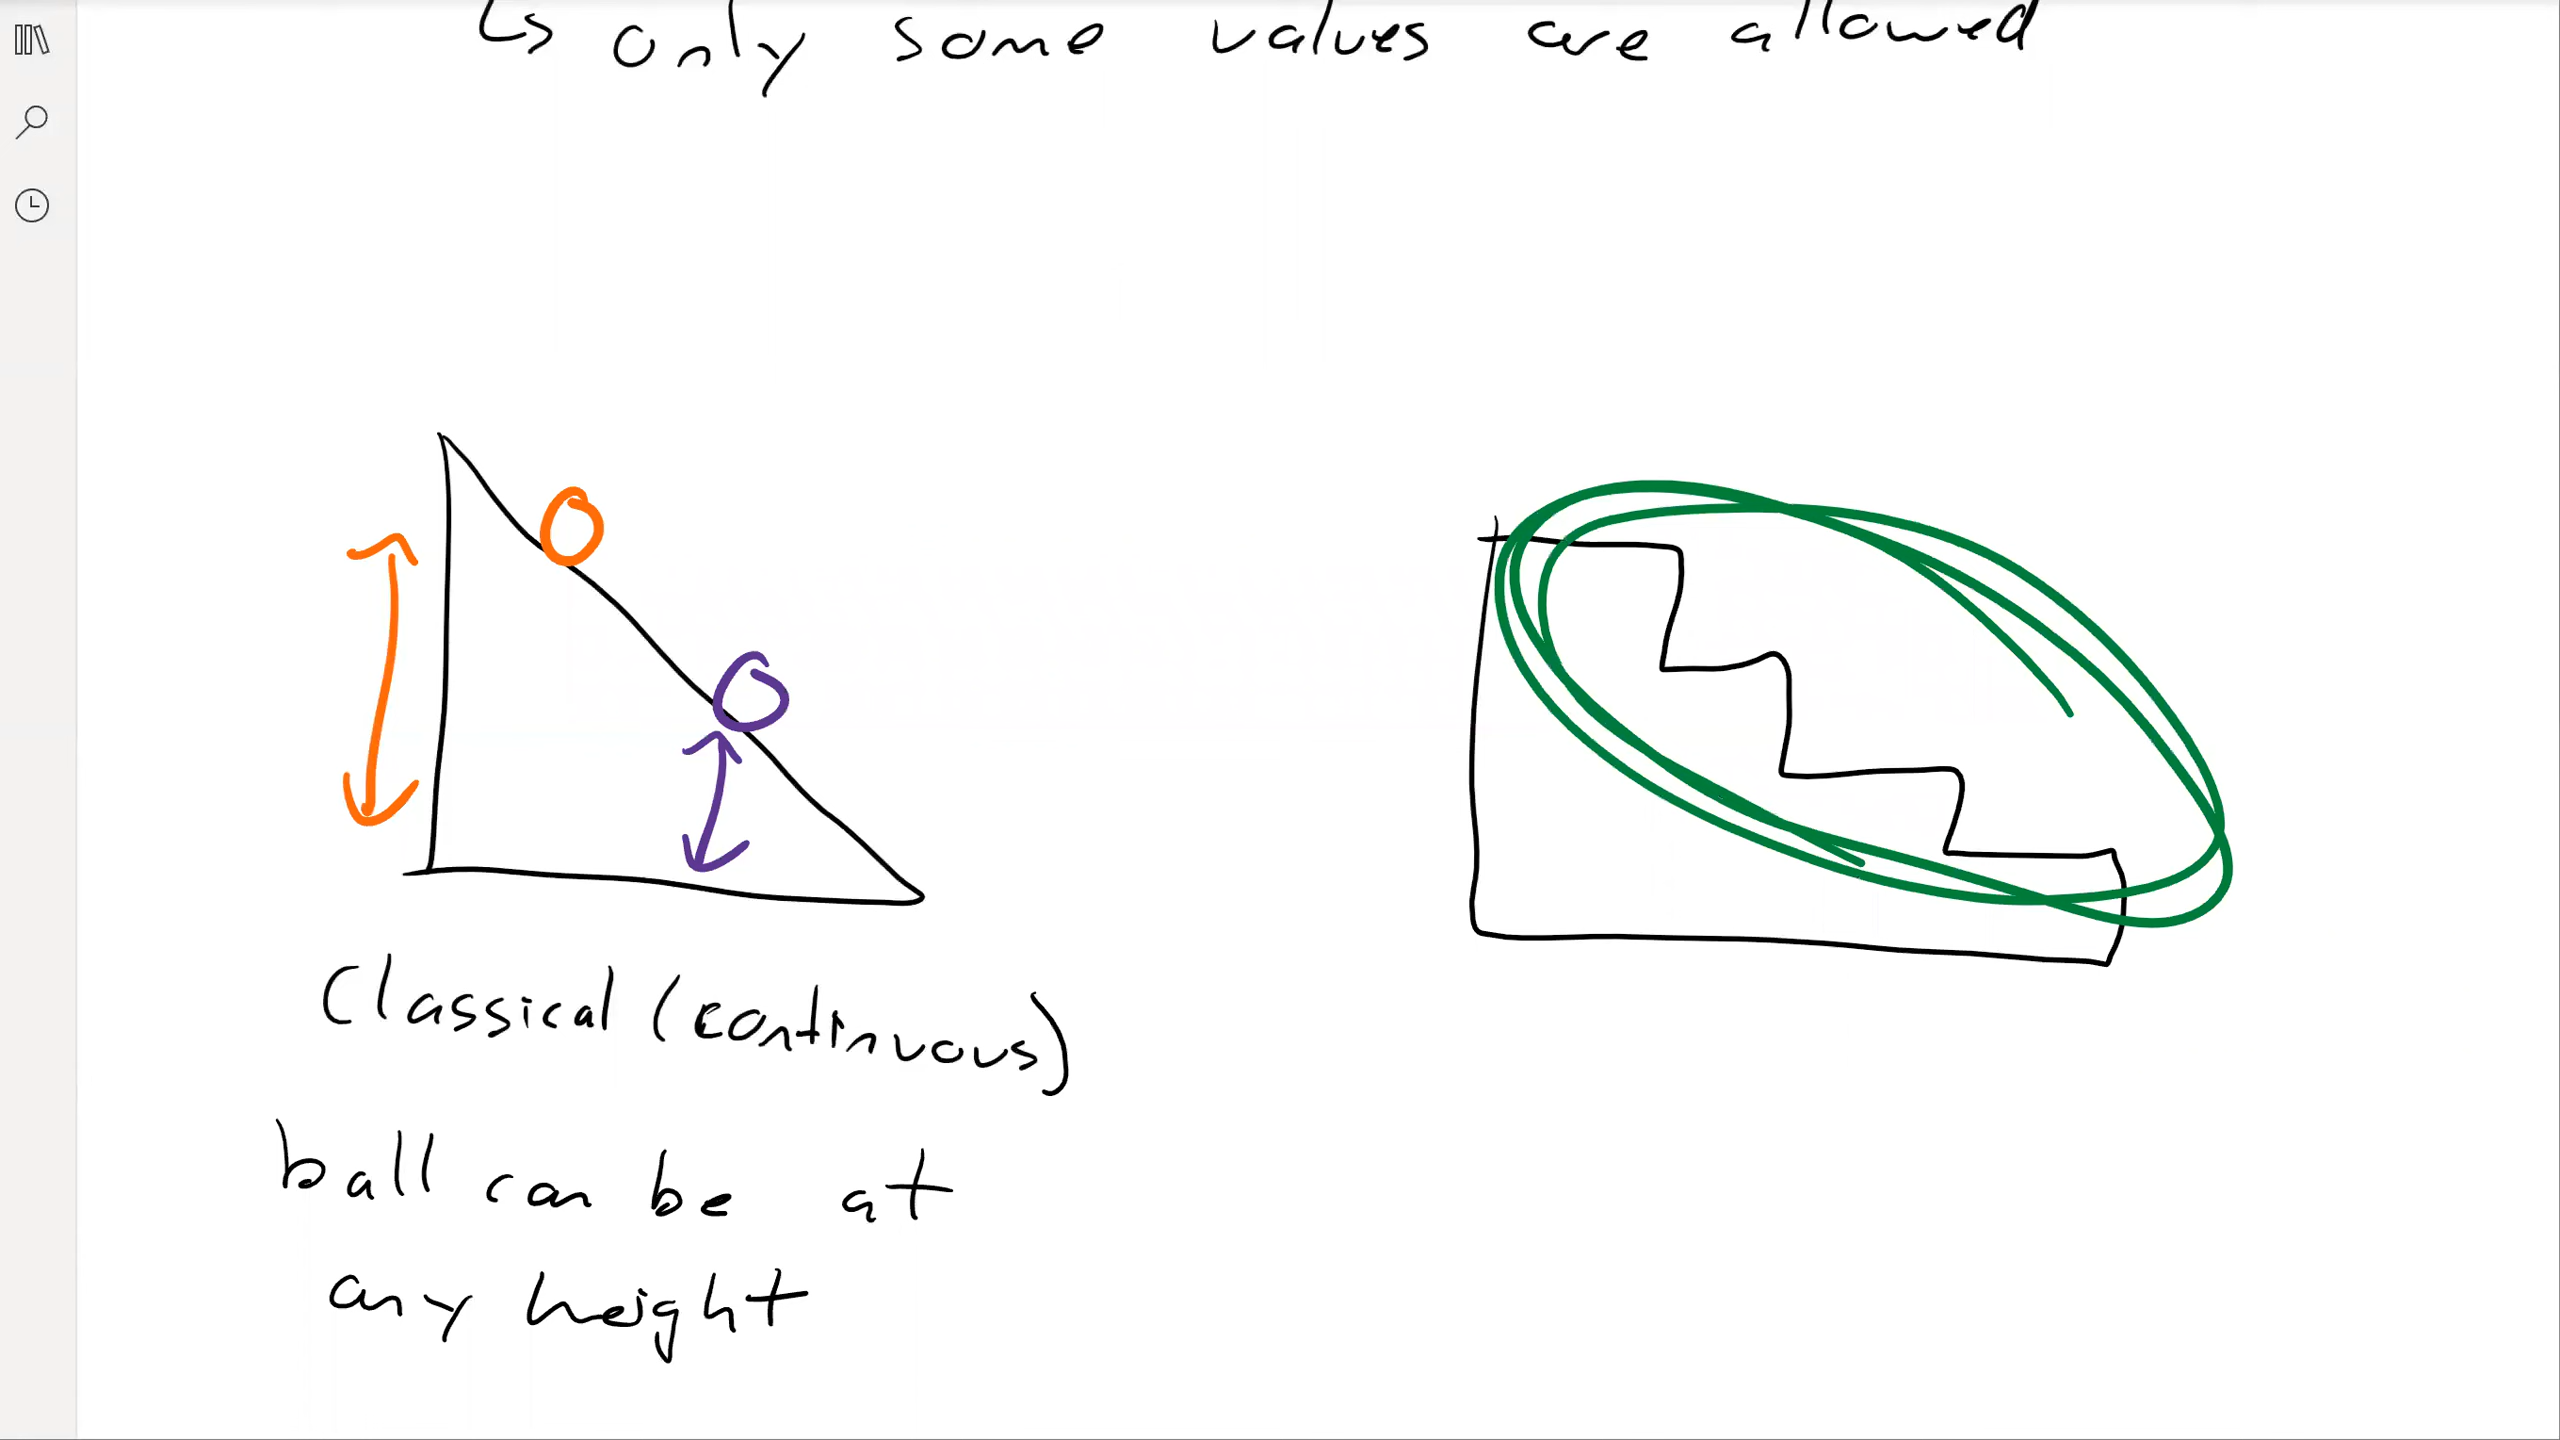 ↳ only some values are allowed
Classical (continuous)
ball can be at
any height